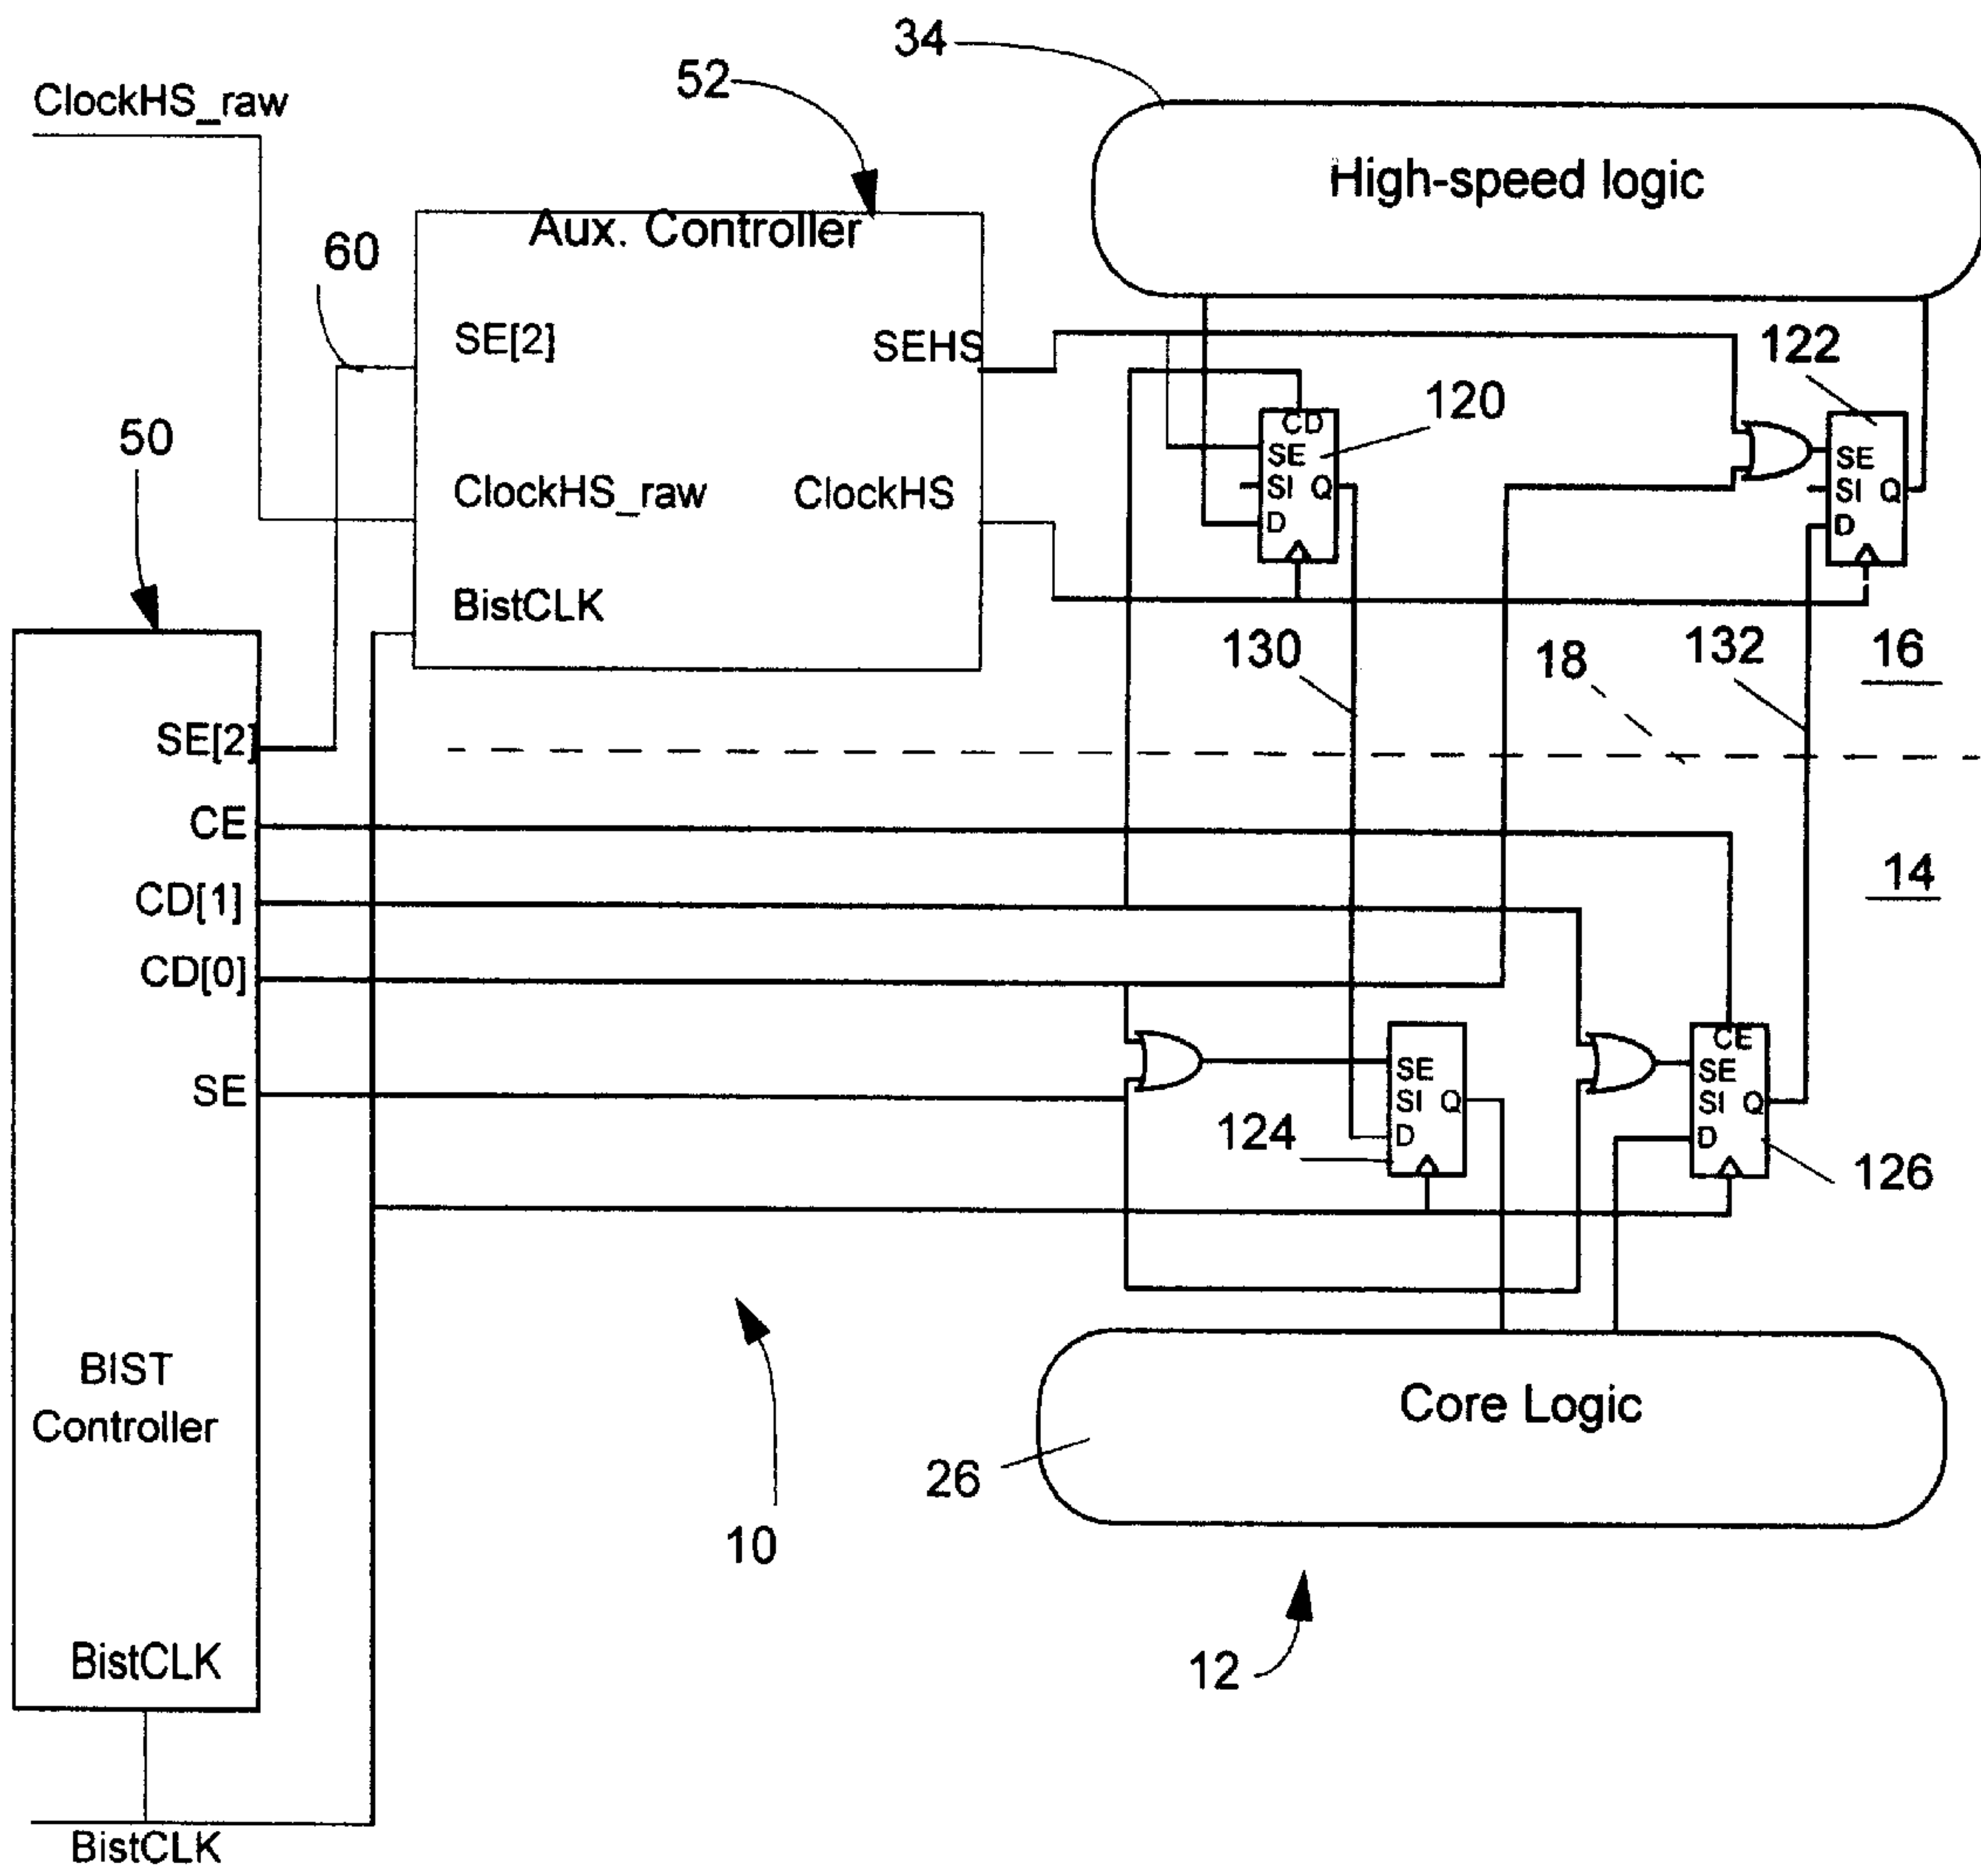 34
ClockHS_raw
52
High-speed logic
Aux. Controller
60
SE[2]
SEHS
122
120
50
CD
SE
SI Q
D
SE
SI Q
D
ClockHS_raw
ClockHS
BistCLK
130
18
132
16
SE[2]
CE
14
CD[1]
CD[0]
SE
SE
SI Q
D
CE
SE
SI Q
D
124
126
BIST
Controller
Core Logic
26
10
12
BistCLK
BistCLK